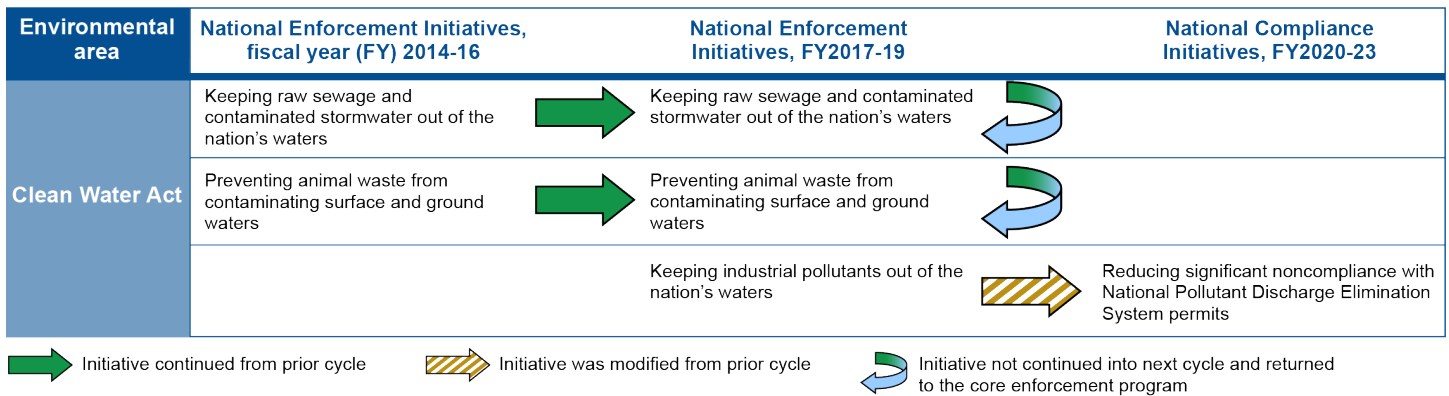 Environmental
area
National Enforcement Initiatives,
fiscal year (FY) 2014-16
National Enforcement
Initiatives, FY2017-19
National Compliance
Initiatives, FY2020-23
Clean Water Act
Keeping raw sewage and
contaminated stormwater out of the
nation’s waters
Keeping raw sewage and contaminated
stormwater out of the nation’s waters
Preventing animal waste from
contaminating surface and ground
waters
Preventing animal waste from
contaminating surface and ground
waters
Keeping industrial pollutants out of the
nation’s waters
Reducing significant noncompliance with
National Pollutant Discharge Elimination
System permits
Initiative continued from prior cycle
Initiative was modified from prior cycle
Initiative not continued into next cycle and returned
to the core enforcement program